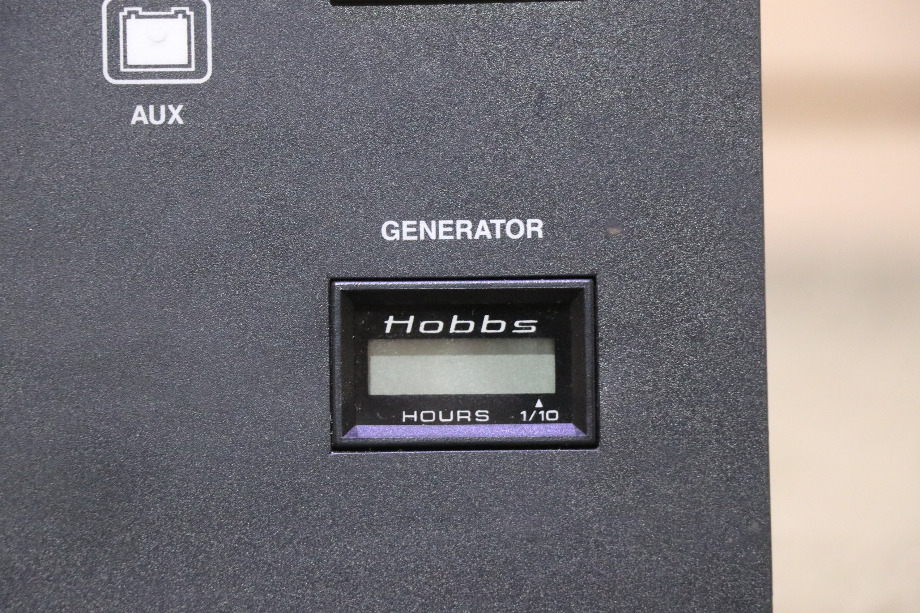 AUX
GENERATOR
Hobbs
HOURS 1/10